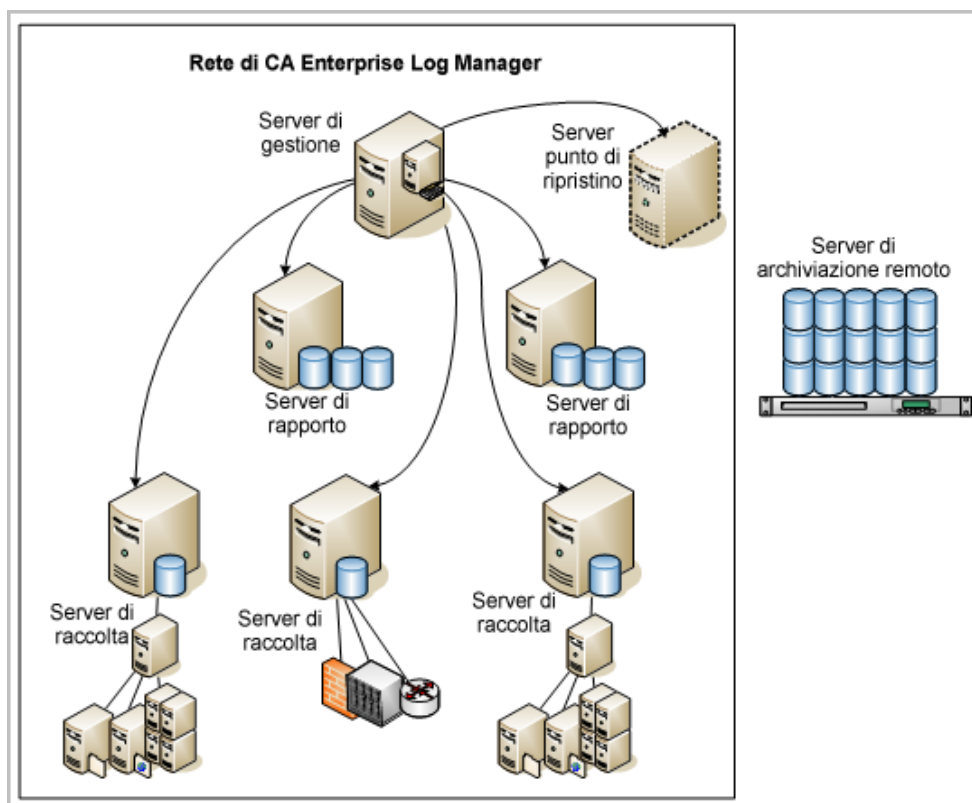 Rete di CA Enterprise Log Manager
Server di
gestione
Server
punto di
ripristino
Server di
archiviazione remoto
Server di
rapporto
Server di
rapporto
Server di
raccolta
Server di
raccolta
Server di
raccolta